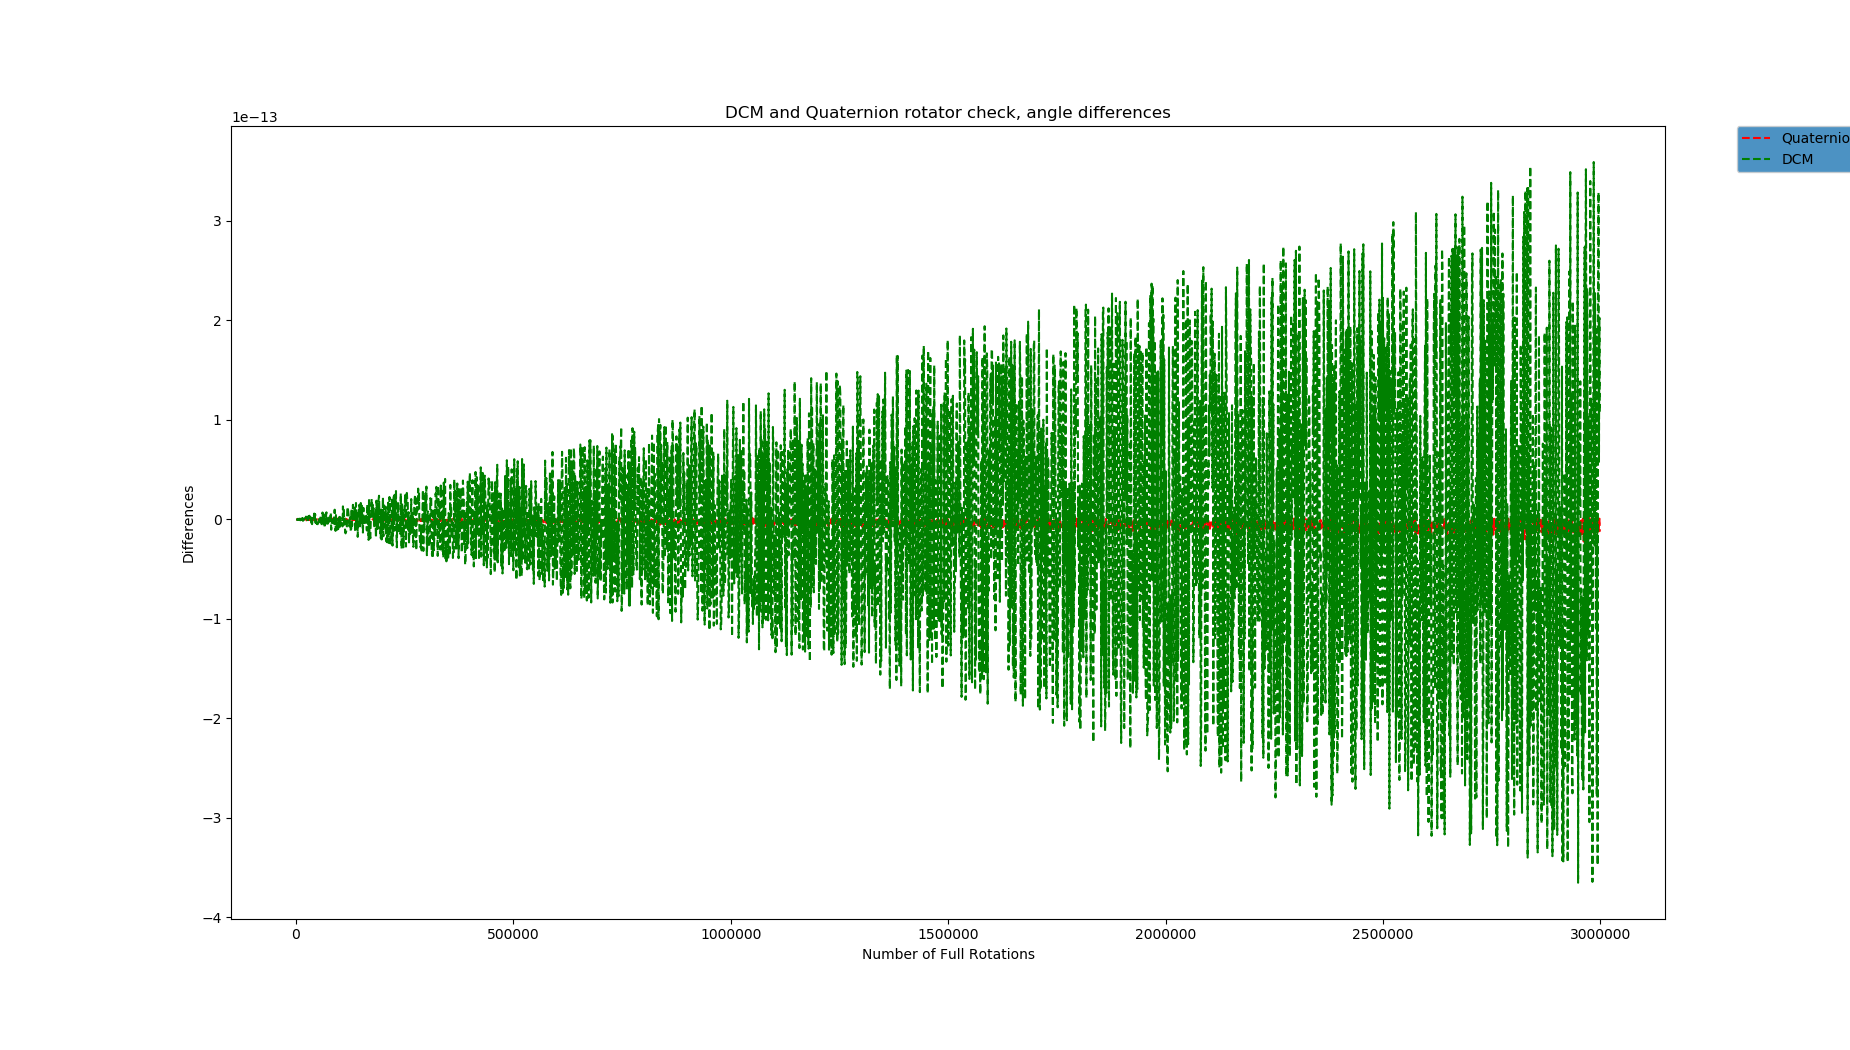 DCM and Quaternion rotator check, angle differences
1e−13
Quaternio
DCM
3
2
1
0
−1
−2
−3
−4
Differences
0 500000 1000000 1500000 2000000 2500000 3000000
Number of Full Rotations